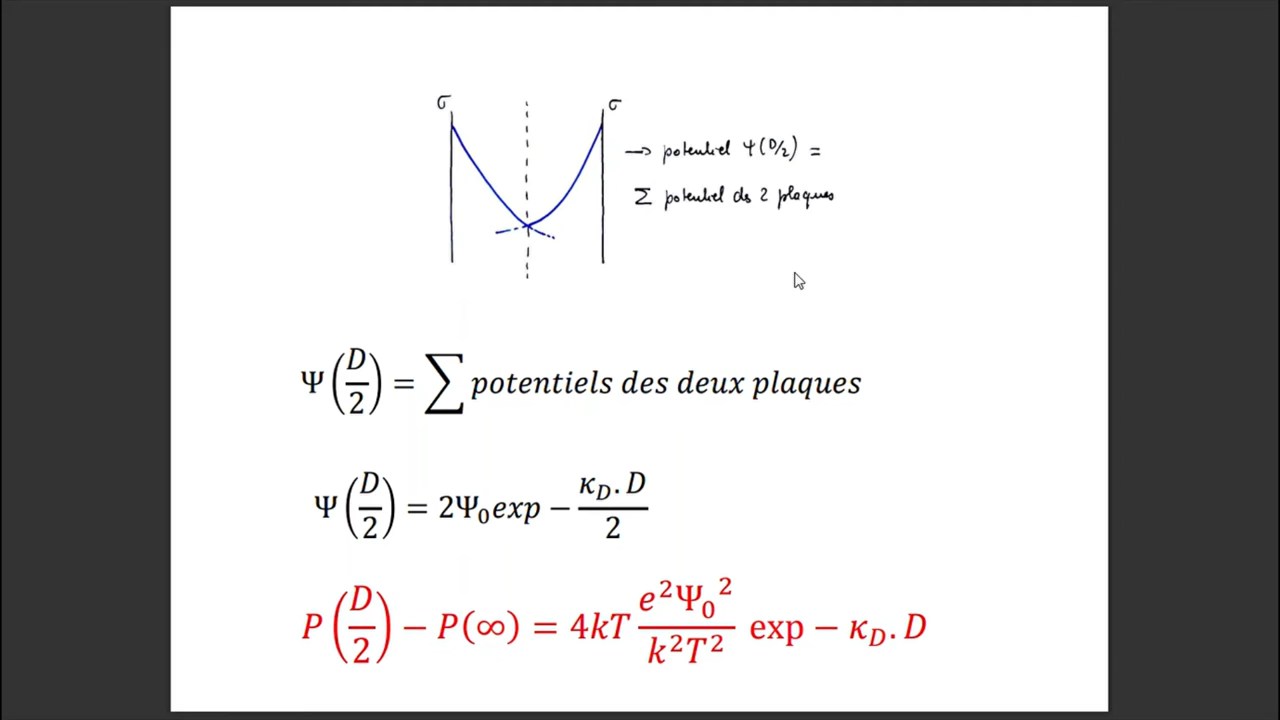 σ σ
→ potentiel Ψ(D/2) =
Σ potentiel ds 2 plaques
Ψ(D/2) = ∑ potentiels des deux plaques
Ψ(D/2) = 2Ψ₀exp − κ_D.D/2
P(D/2) − P(∞) = 4kT e²Ψ₀²/k²T² exp − κ_D.D